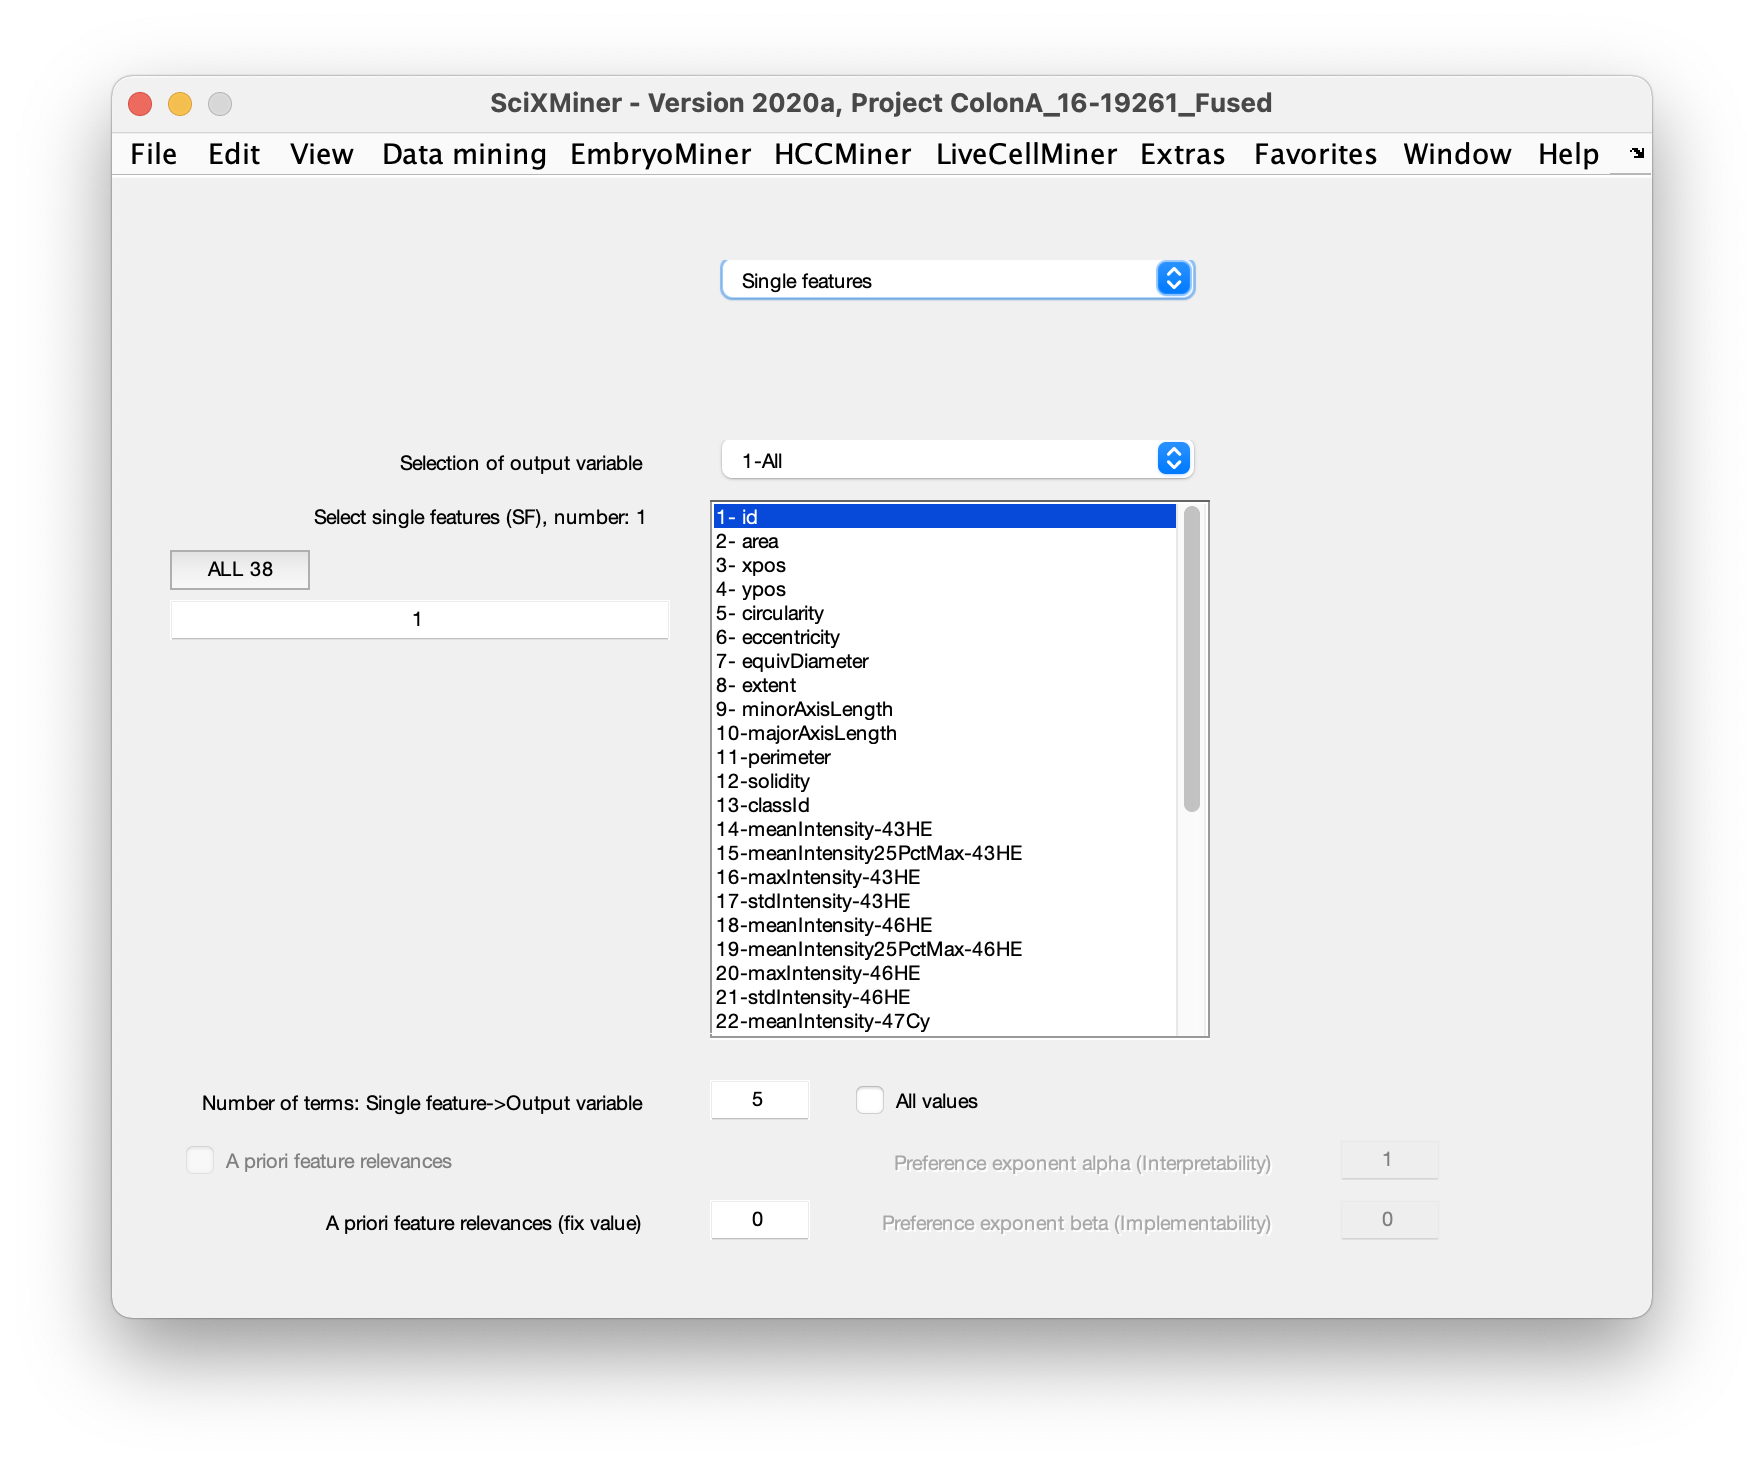 SciXMiner - Version 2020a, Project ColonA_16-19261_Fused
File Edit View Data mining EmbryoMiner HCCMiner LiveCellMiner Extras Favorites Window Help
Single features
Selection of output variable
1-All
Select single features (SF), number: 1
ALL 38
1
1- id
2- area
3- xpos
4- ypos
5- circularity
6- eccentricity
7- equivDiameter
8- extent
9- minorAxisLength
10-majorAxisLength
11-perimeter
12-solidity
13-classId
14-meanIntensity-43HE
15-meanIntensity25PctMax-43HE
16-maxIntensity-43HE
17-stdIntensity-43HE
18-meanIntensity-46HE
19-meanIntensity25PctMax-46HE
20-maxIntensity-46HE
21-stdIntensity-46HE
22-meanIntensity-47Cy
Number of terms: Single feature->Output variable
5
All values
A priori feature relevances
Preference exponent alpha (Interpretability)
1
A priori feature relevances (fix value)
0
Preference exponent beta (Implementability)
0